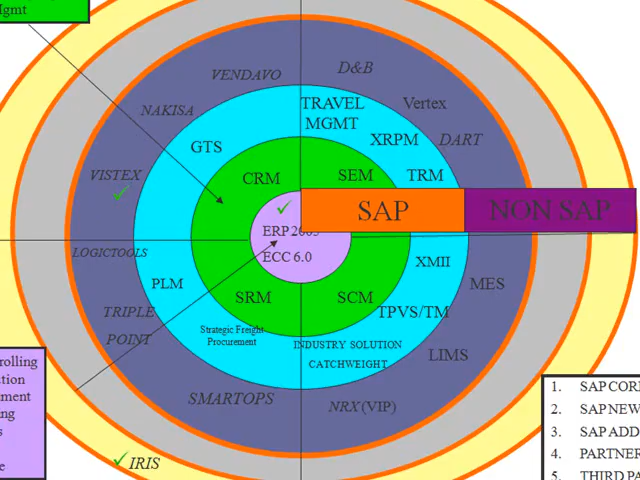 Mgmt
VENDAVO
D&B
NAKISA
TRAVEL
MGMT
Vertex
GTS
XRPM
DART
VISTEX
CRM
SEM
TRM
SAP
NON SAP
ERP 2005
ECC 6.0
LOGICTOOLS
XMII
PLM
MES
SRM
SCM
TPVS/TM
TRIPLE
POINT
Strategic Freight
Procurement
INDUSTRY SOLUTION
CATCHWEIGHT
LIMS
SMARTOPS
NRX (VIP)
IRIS
rolling
tion
ment
ng
s
e
1. SAP COR
2. SAP NEW
3. SAP ADD
4. PARTNER
5. THIRD PA